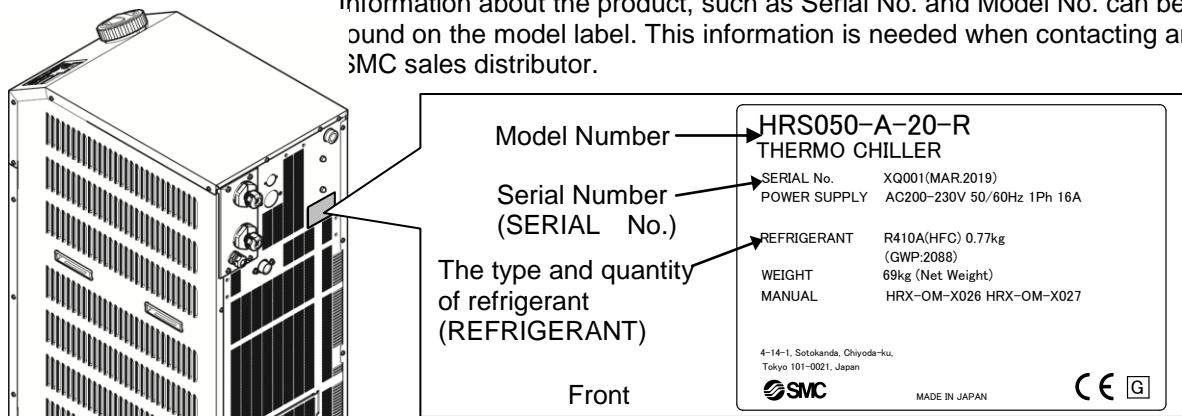 information about the product, such as Serial No. and Model No. can be
found on the model label. This information is needed when contacting an
SMC sales distributor.
Model Number
Serial Number
(SERIAL No.)
The type and quantity
of refrigerant
(REFRIGERANT)
Front
HRS050-A-20-R
THERMO CHILLER
SERIAL No. XQ001(MAR.2019)
POWER SUPPLY AC200-230V 50/60Hz 1Ph 16A
REFRIGERANT R410A(HFC) 0.77kg
(GWP:2088)
WEIGHT 69kg (Net Weight)
MANUAL HRX-OM-X026 HRX-OM-X027
4-14-1, Sotokanda, Chiyoda-ku,
Tokyo 101-0021, Japan
SMC MADE IN JAPAN CE G